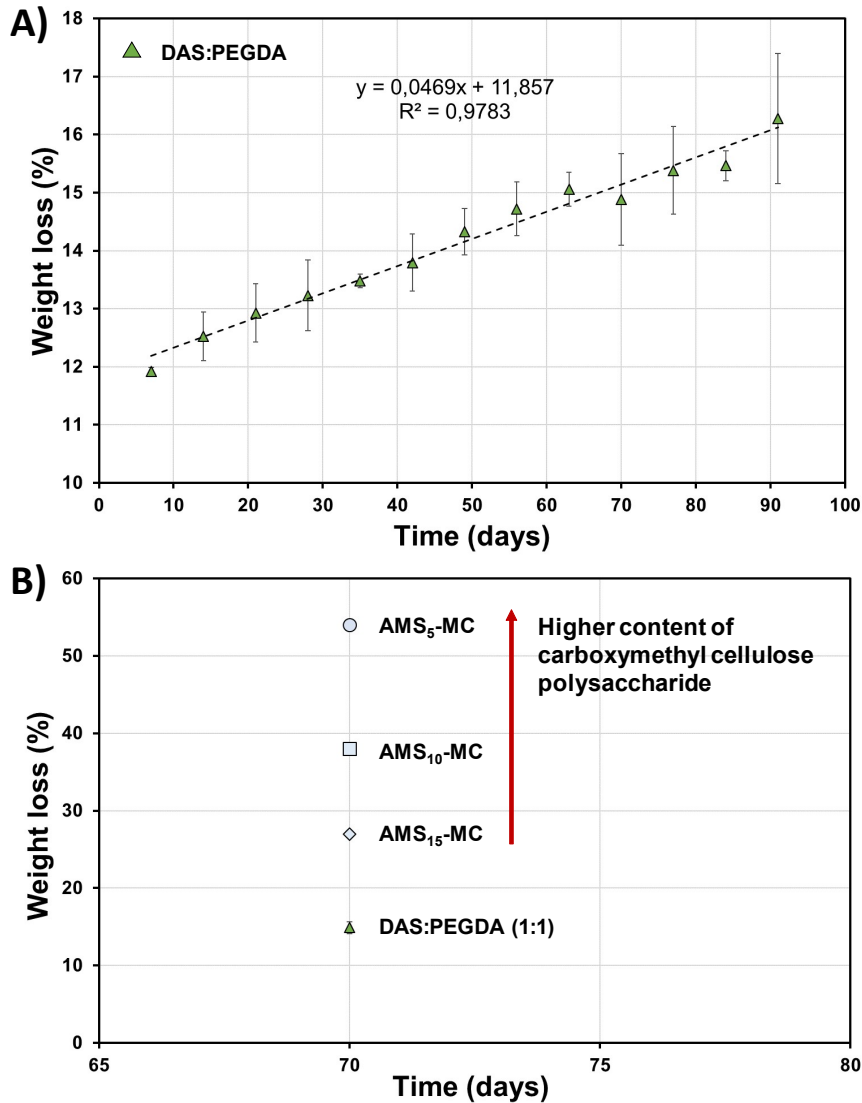 A)
DAS:PEGDA
y = 0,0469x + 11,857
R² = 0,9783
Weight loss (%)
18
17
16
15
14
13
12
11
10
0 10 20 30 40 50 60 70 80 90 100
Time (days)
B)
Weight loss (%)
60
50
40
30
20
10
0
AMS₅-MC
AMS₁₀-MC
AMS₁₅-MC
DAS:PEGDA (1:1)
Higher content of
carboxymethyl cellulose
polysaccharide
65 70 75 80
Time (days)